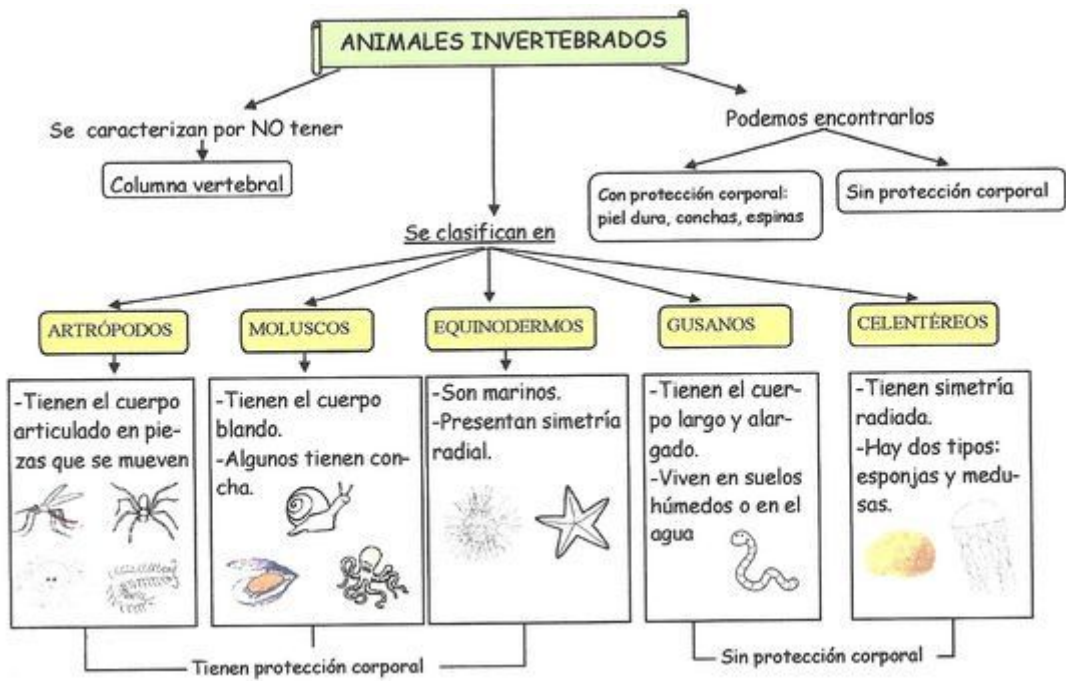 ANIMALES INVERTEBRADOS
Se caracterizan por NO tener
Columna vertebral
Podemos encontrarlos
Con protección corporal:
piel dura, conchas, espinas
Sin protección corporal
Se clasifican en
ARTRÓPODOS
-Tienen el cuerpo
articulado en pie-
zas que se mueven
MOLUSCOS
-Tienen el cuerpo
blando.
-Algunos tienen con-
cha.
EQUINODERMOS
-Son marinos.
-Presentan simetría
radial.
GUSANOS
-Tienen el cuer-
po largo y alar-
gado.
-Viven en suelos
húmedos o en el
agua
CELENTÉREOS
-Tienen simetría
radiada.
-Hay dos tipos:
esponjas y medu-
sas.
Tienen protección corporal
Sin protección corporal